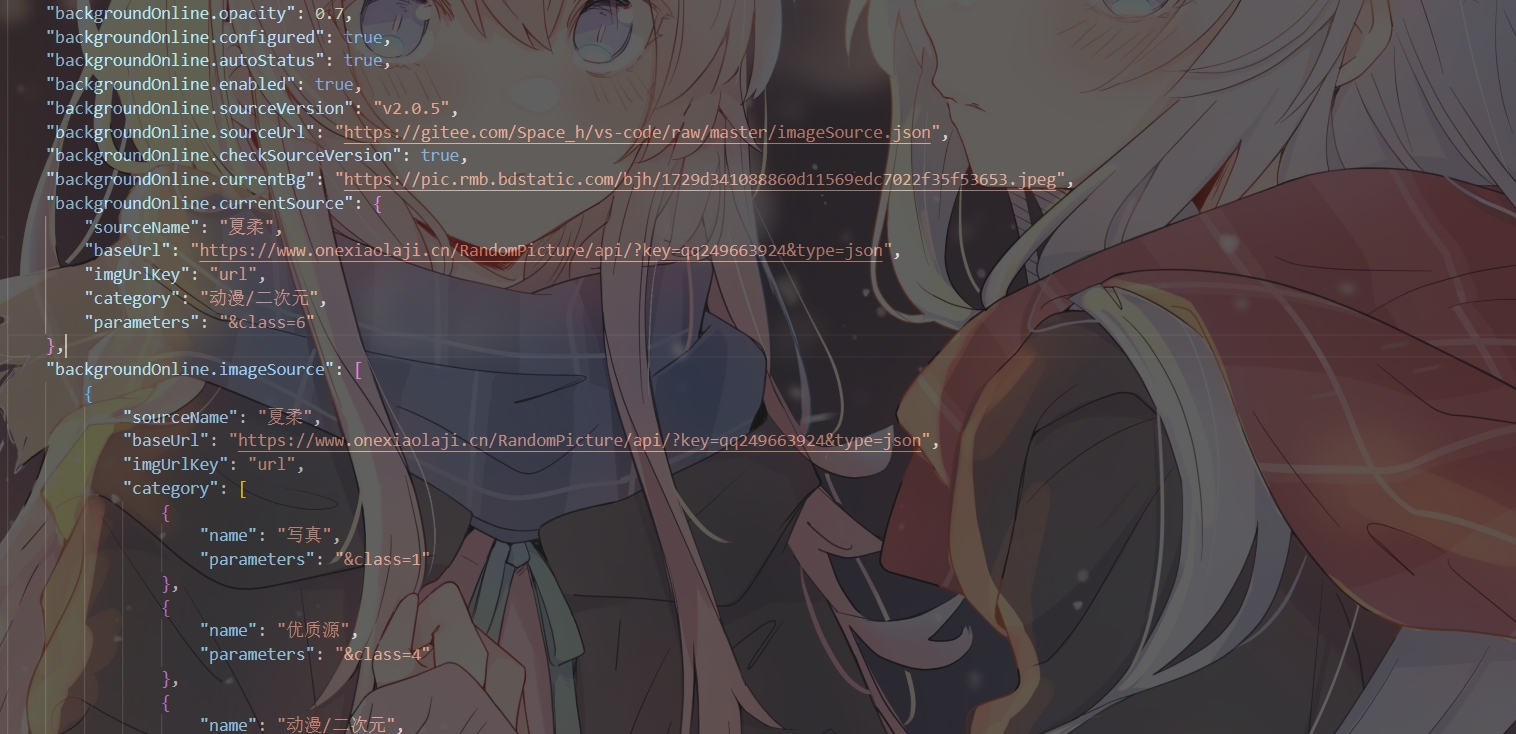 "backgroundOnline.opacity": 0.7,
"backgroundOnline.configured": true,
"backgroundOnline.autoStatus": true,
"backgroundOnline.enabled": true,
"backgroundOnline.sourceVersion": "v2.0.5",
"backgroundOnline.sourceUrl": "https://gitee.com/Space_h/vs-code/raw/master/imageSource.json",
"backgroundOnline.checkSourceVersion": true,
"backgroundOnline.currentBg": "https://pic.rmb.bdstatic.com/bjh/1729d341088860d11569edc7022f35f53653.jpeg",
"backgroundOnline.currentSource": {
"sourceName": "夏柔",
"baseUrl": "https://www.onexiaolaji.cn/RandomPicture/api/?key=qq249663924&type=json",
"imgUrlKey": "url",
"category": "动漫/二次元",
"parameters": "&class=6"
},
"backgroundOnline.imageSource": [
{
"sourceName": "夏柔",
"baseUrl": "https://www.onexiaolaji.cn/RandomPicture/api/?key=qq249663924&type=json",
"imgUrlKey": "url",
"category": [
{
"name": "写真",
"parameters": "&class=1"
},
{
"name": "优质源",
"parameters": "&class=4"
},
{
"name": "动漫/二次元",